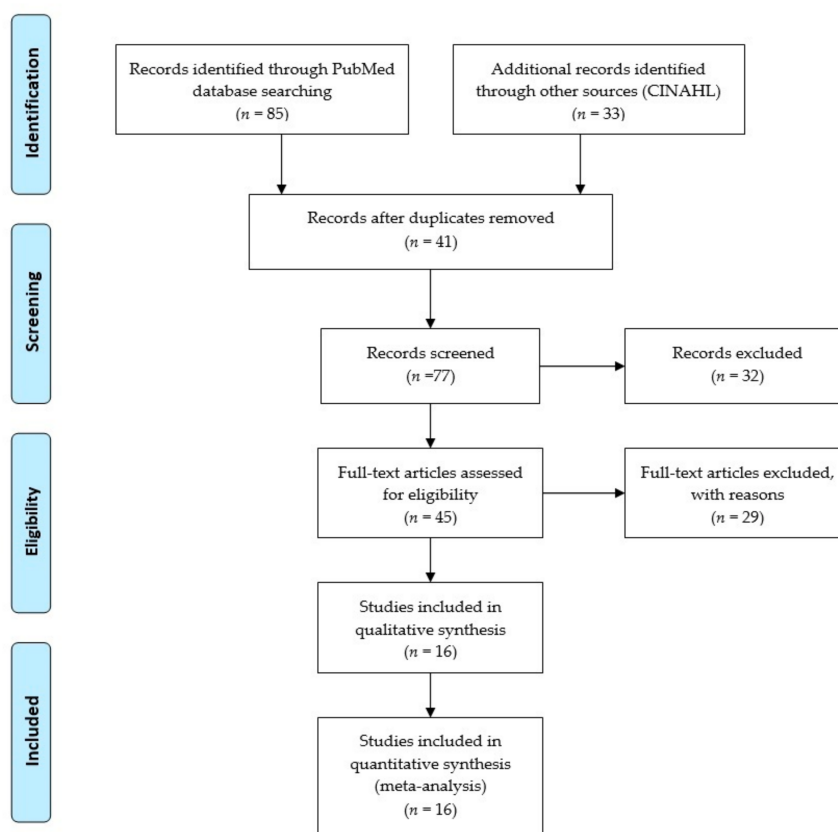 Identification
Records identified through PubMed
database searching
(n = 85)
Additional records identified
through other sources (CINAHL)
(n = 33)
Records after duplicates removed
(n = 41)
Screening
Records screened
(n =77)
Records excluded
(n = 32)
Eligibility
Full-text articles assessed
for eligibility
(n = 45)
Full-text articles excluded,
with reasons
(n = 29)
Studies included in
qualitative synthesis
(n = 16)
Included
Studies included in
quantitative synthesis
(meta-analysis)
(n = 16)